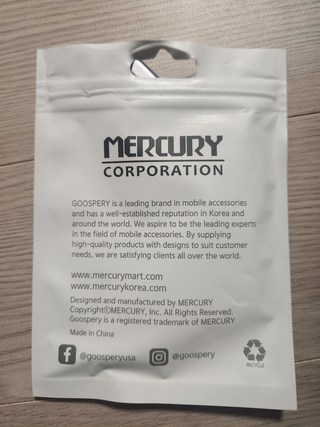 MERCURY
CORPORATION
GOOSPERY is a leading brand in mobile accessories
and has a well-established reputation in Korea and
around the world. We aspire to be the leading experts
in the field of mobile accessories. By supplying
high-quality products with designs to suit customer
needs, we are satisfying clients all over the world.
www.mercurymart.com
www.mercurykorea.com
Designed and manufactured by MERCURY
CopyrightⓒMERCURY, Inc. All Rights Reserved.
Goospery is a registered trademark of MERCURY
Made in China
@goosperyusa @goospery
RECYCLE